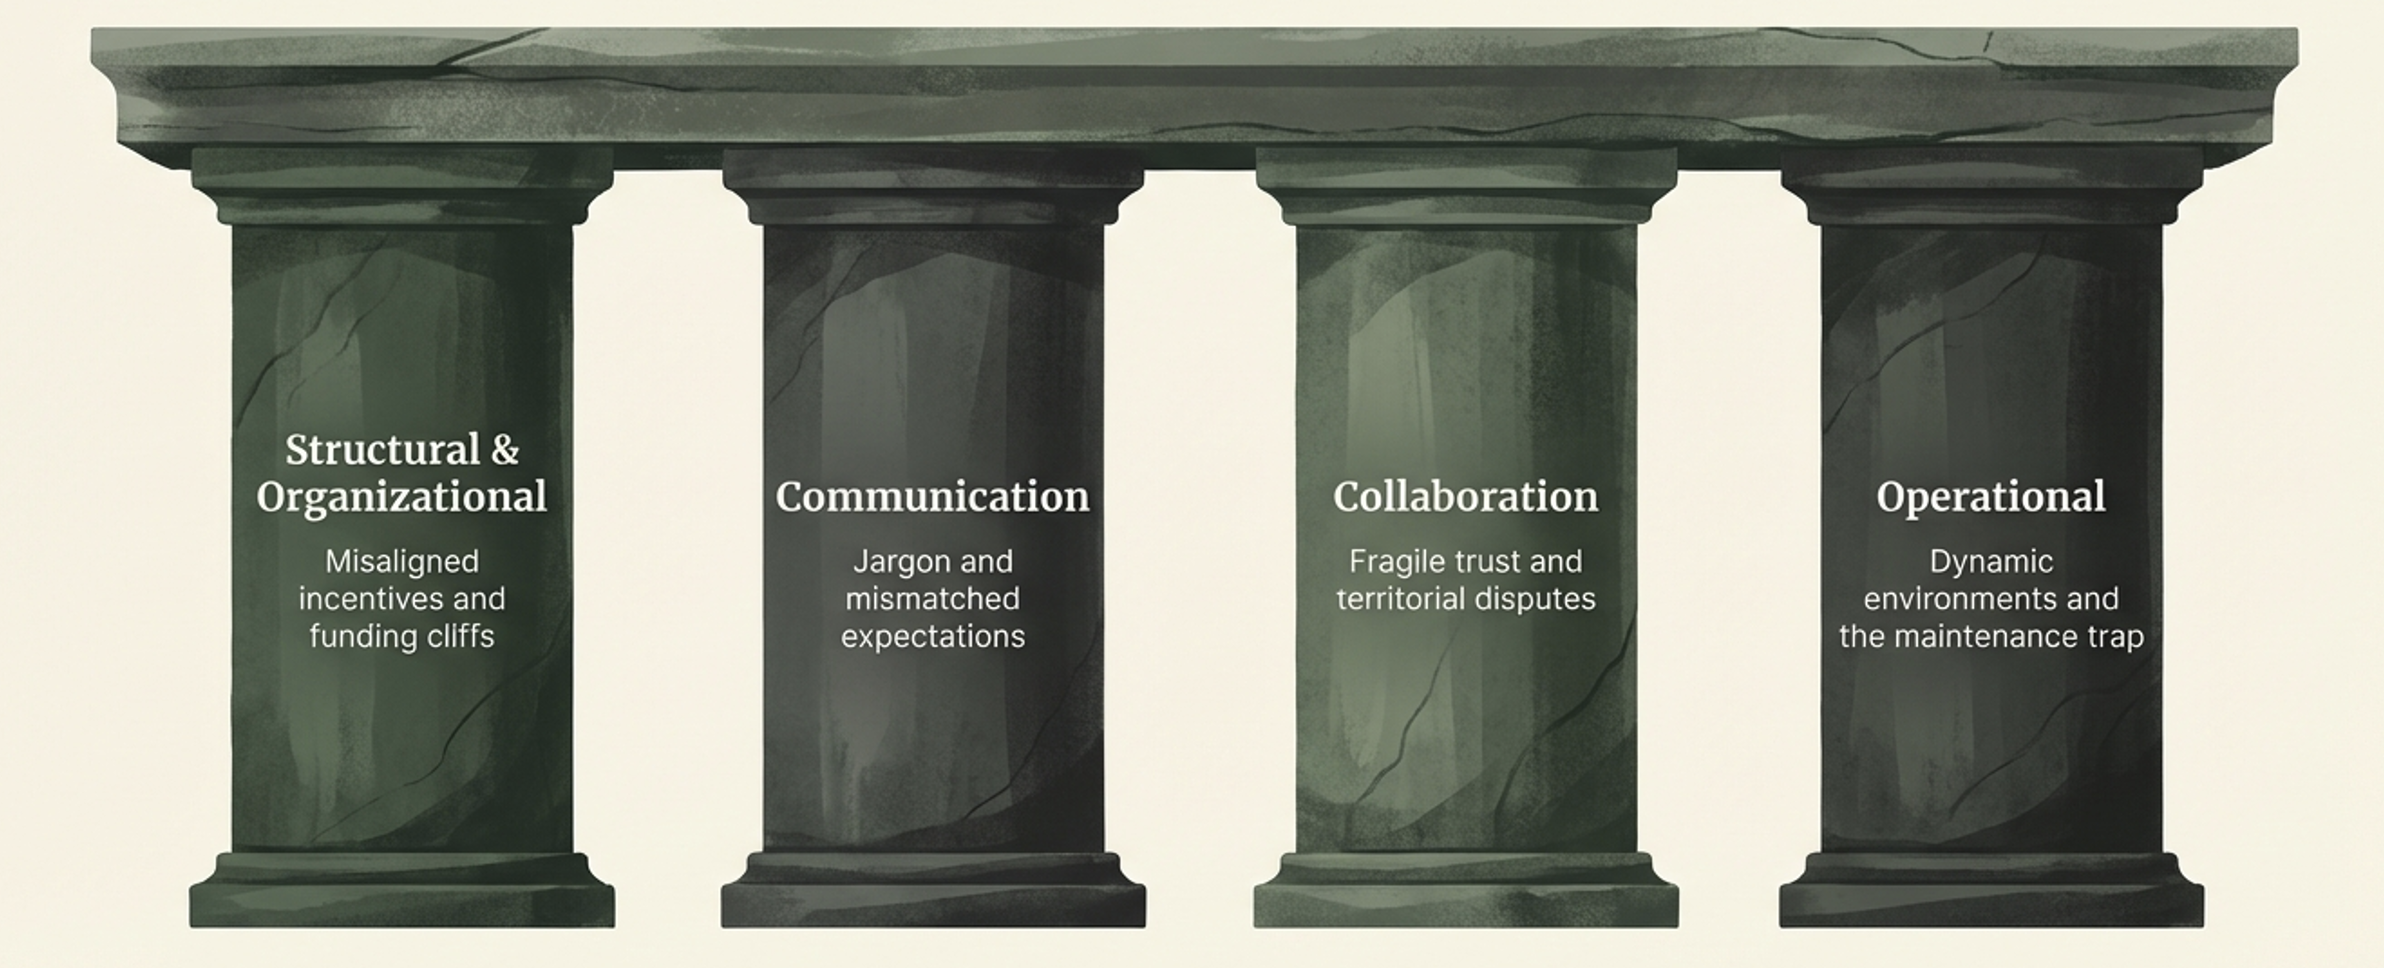 Structural &
Organizational
Misaligned
incentives and
funding cliffs
Communication
Jargon and
mismatched
expectations
Collaboration
Fragile trust and
territorial disputes
Operational
Dynamic
environments and
the maintenance trap